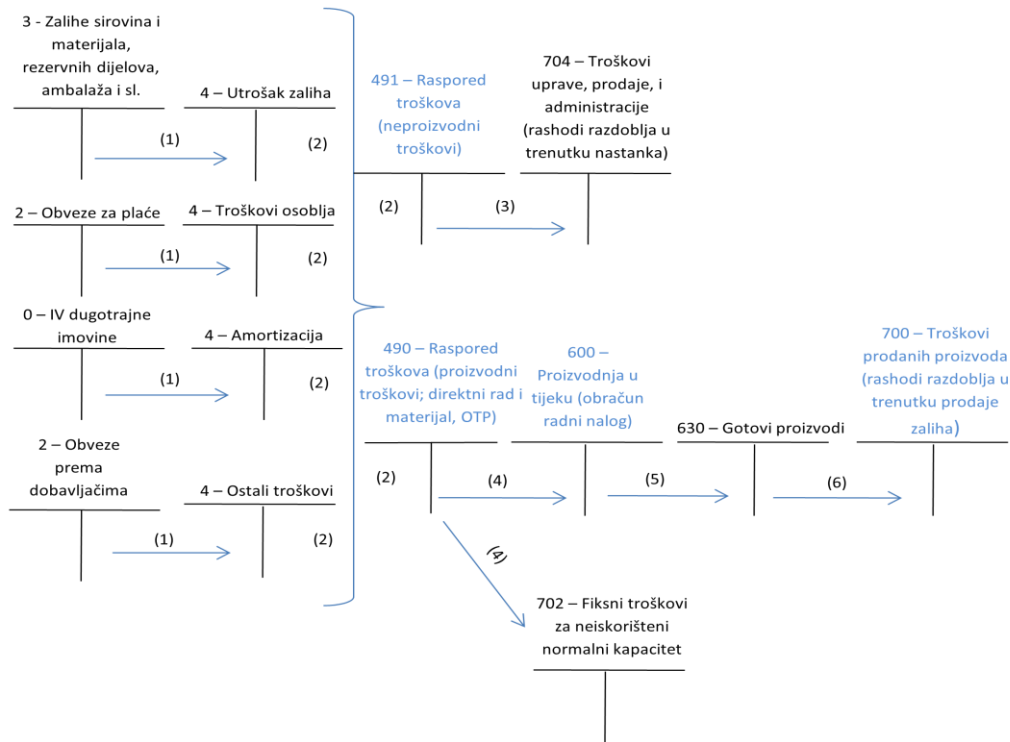 3 - Zalihe sirovina i
materijala,
rezervnih dijelova,
ambalaža i sl.
4 – Utrošak zaliha
(1)
(2)
2 – Obveze za plaće
4 – Troškovi osoblja
(1)
(2)
0 – IV dugotrajne
imovine
4 – Amortizacija
(1)
(2)
2 – Obveze
prema
dobavljačima
4 – Ostali troškovi
(1)
(2)
491 – Raspored
troškova
(neproizvodni
troškovi)
704 – Troškovi
uprave, prodaje, i
administracije
(rashodi razdoblja u
trenutku nastanka)
(2)
(3)
490 – Raspored
troškova (proizvodni
troškovi; direktni rad i
materijal, OTP)
600 –
Proizvodnja u
tijeku (obračun
radni nalog)
630 – Gotovi proizvodi
700 – Troškovi
prodanih proizvoda
(rashodi razdoblja u
trenutku prodaje
zaliha)
(2)
(4)
(5)
(6)
(4)
702 – Fiksni troškovi
za neiskorišteni
normalni kapacitet